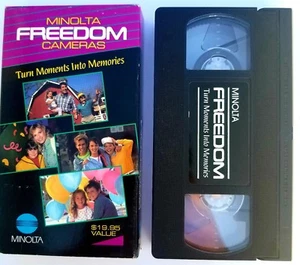 MINOLTA
FREEDOM
CAMERAS
Turn Moments Into Memories
MINOLTA
$19.95
VALUE
MINOLTA
FREEDOM
Turn Moments Into Memories